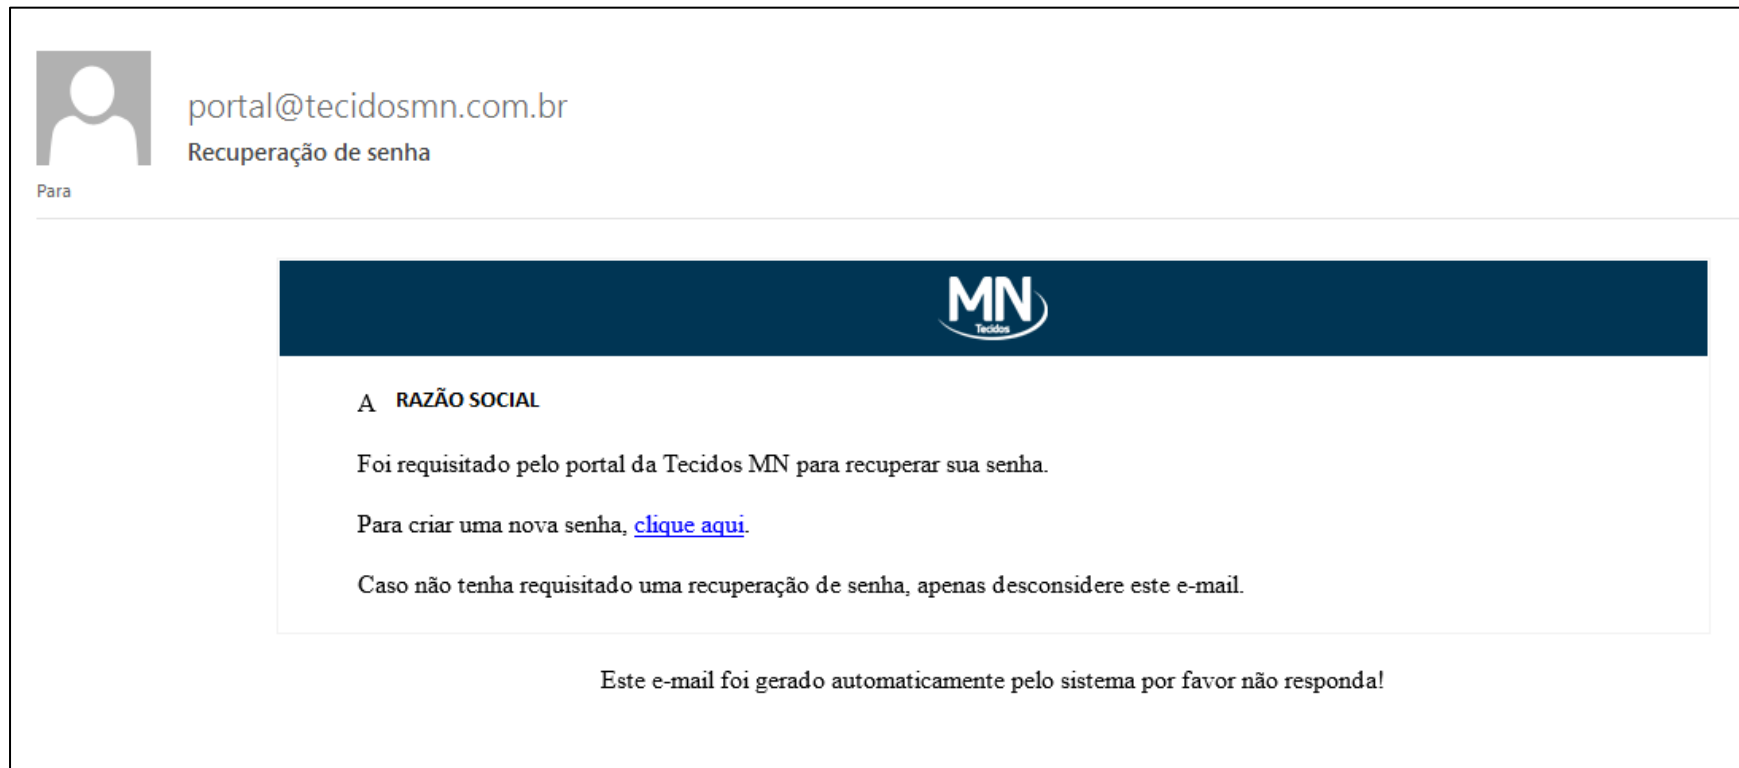 portal@tecidosmn.com.br
Recuperação de senha
Para
MN
Tecidos
A RAZÃO SOCIAL
Foi requisitado pelo portal da Tecidos MN para recuperar sua senha.
Para criar uma nova senha, clique aqui.
Caso não tenha requisitado uma recuperação de senha, apenas desconsidere este e-mail.
Este e-mail foi gerado automaticamente pelo sistema por favor não responda!